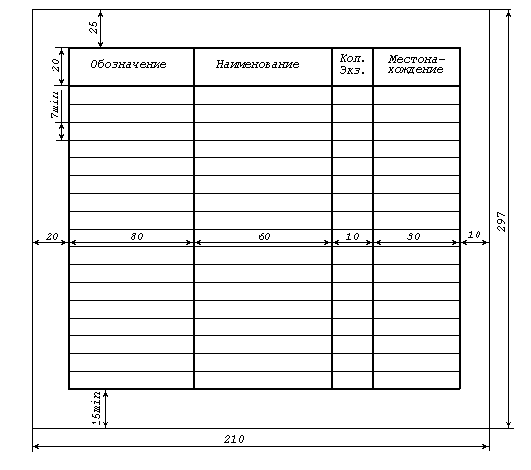 25
20
Обозначение
Наименование
Кол.
Экз.
Местона-
хождение
7min
20
80
60
10
30
10
297
15min
210